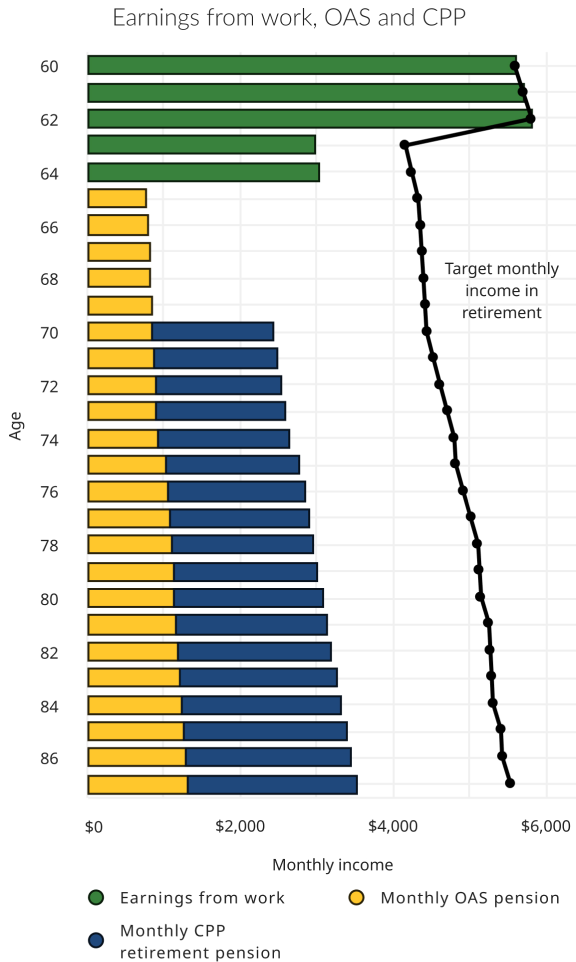 Earnings from work, OAS and CPP
60
62
64
66
68
Target monthly
income in
retirement
70
72
Age
74
76
78
80
82
84
86
$0
$2,000
$4,000
$6,000
Monthly income
Earnings from work
Monthly OAS pension
Monthly CPP
retirement pension